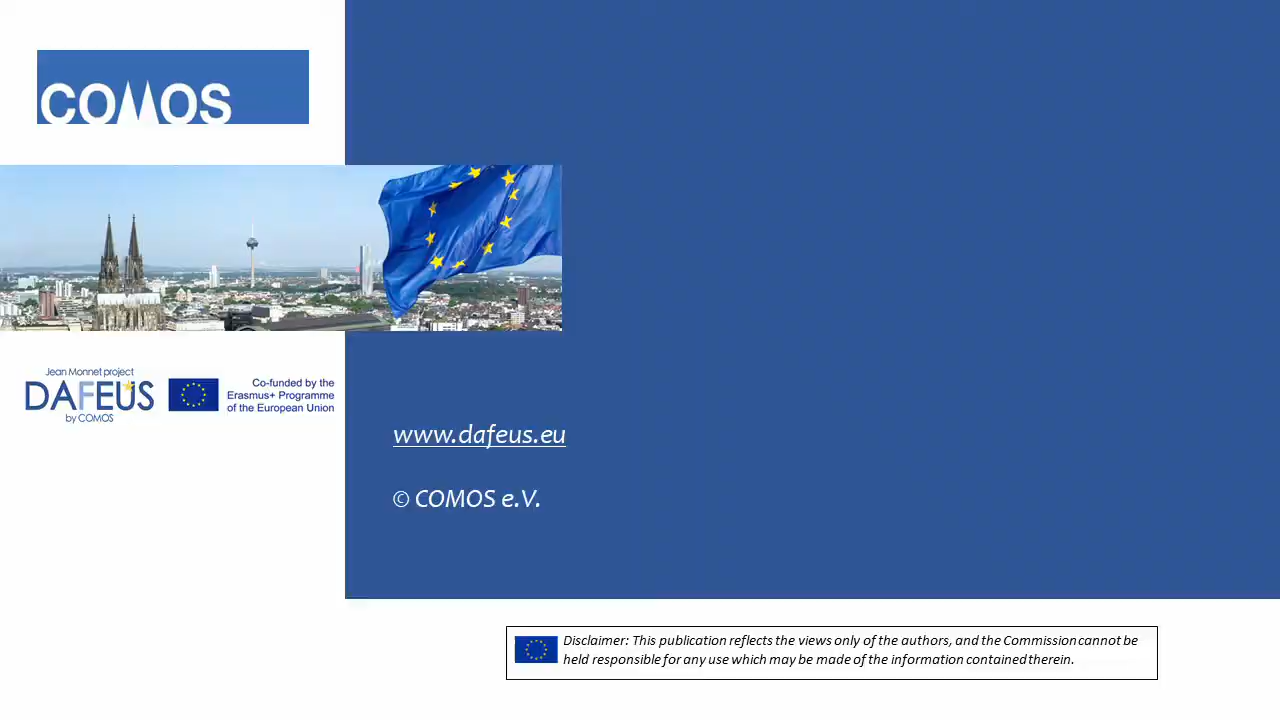 COMOS
Jean Monnet project
DAFEUS
by COMOS
Co-funded by the
Erasmus+ Programme
of the European Union
www.dafeus.eu
© COMOS e.V.
Disclaimer: This publication reflects the views only of the authors, and the Commission cannot be
held responsible for any use which may be made of the information contained therein.